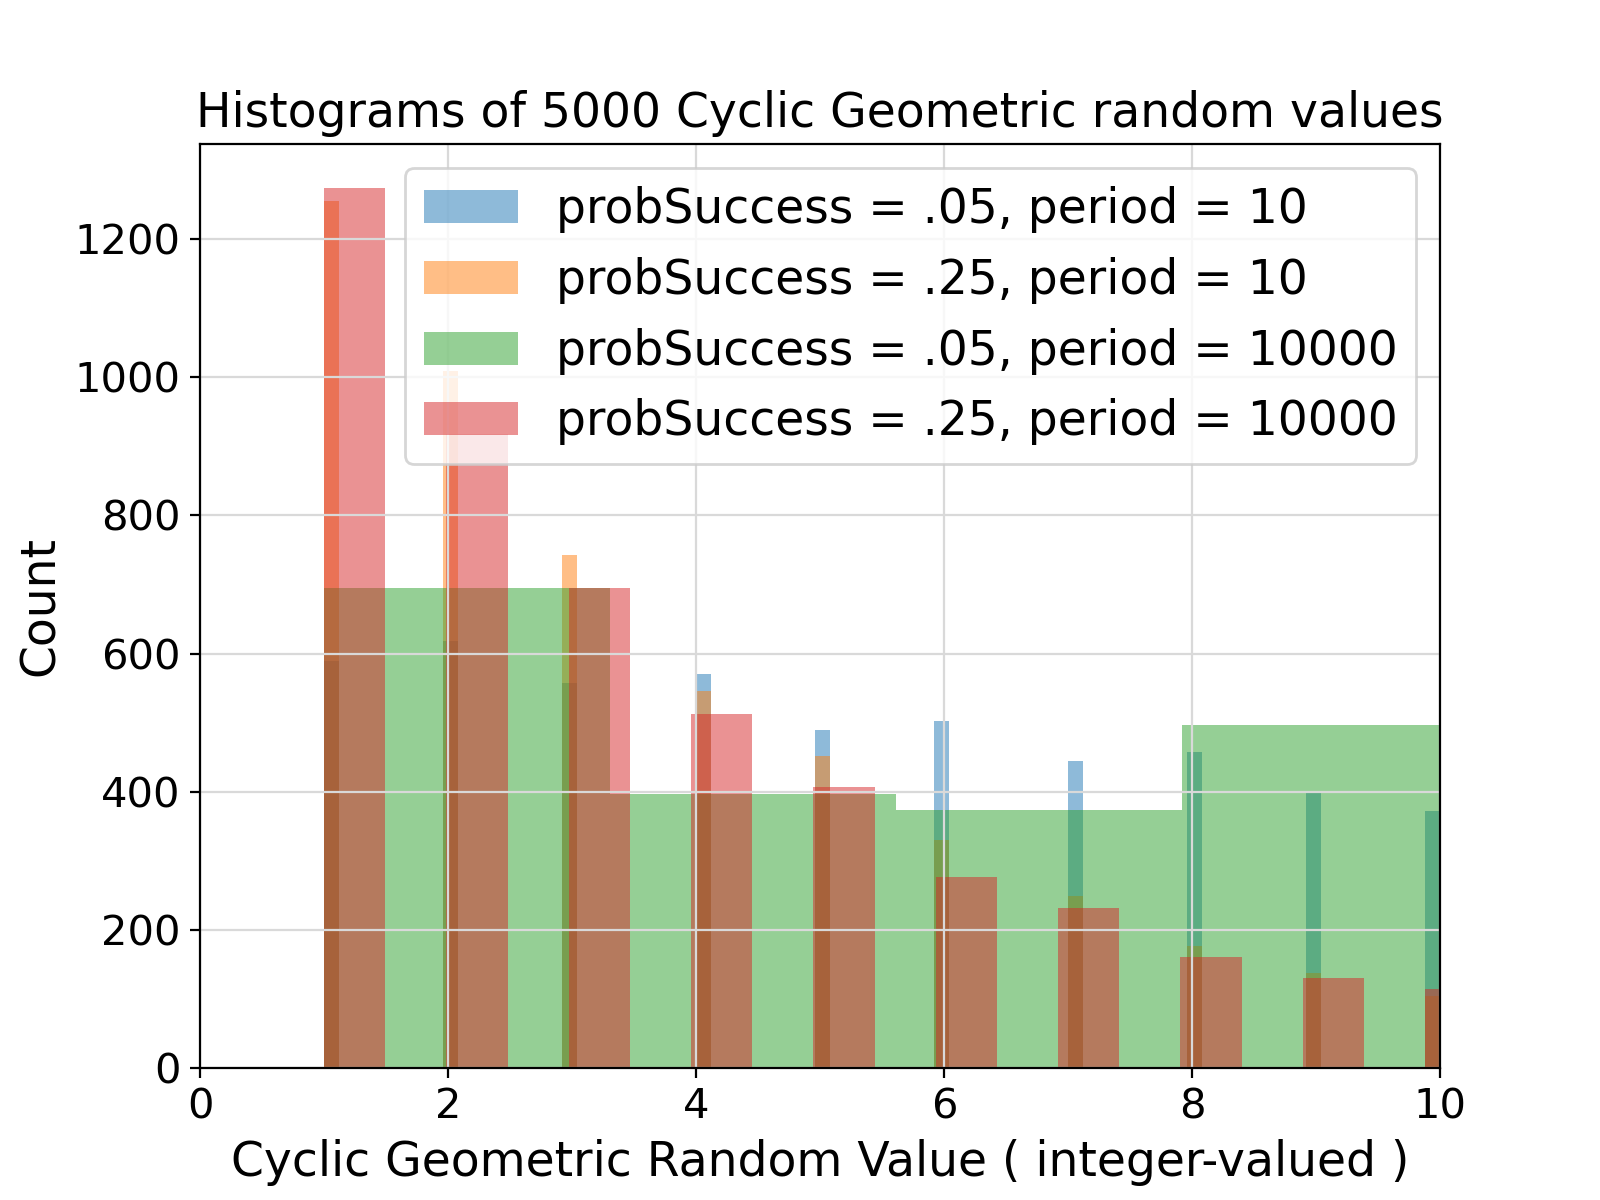 Histograms of 5000 Cyclic Geometric random values
probSuccess = .05, period = 10
probSuccess = .25, period = 10
probSuccess = .05, period = 10000
probSuccess = .25, period = 10000
1200
1000
800
600
400
200
0
Count
0 2 4 6 8 10
Cyclic Geometric Random Value ( integer-valued )